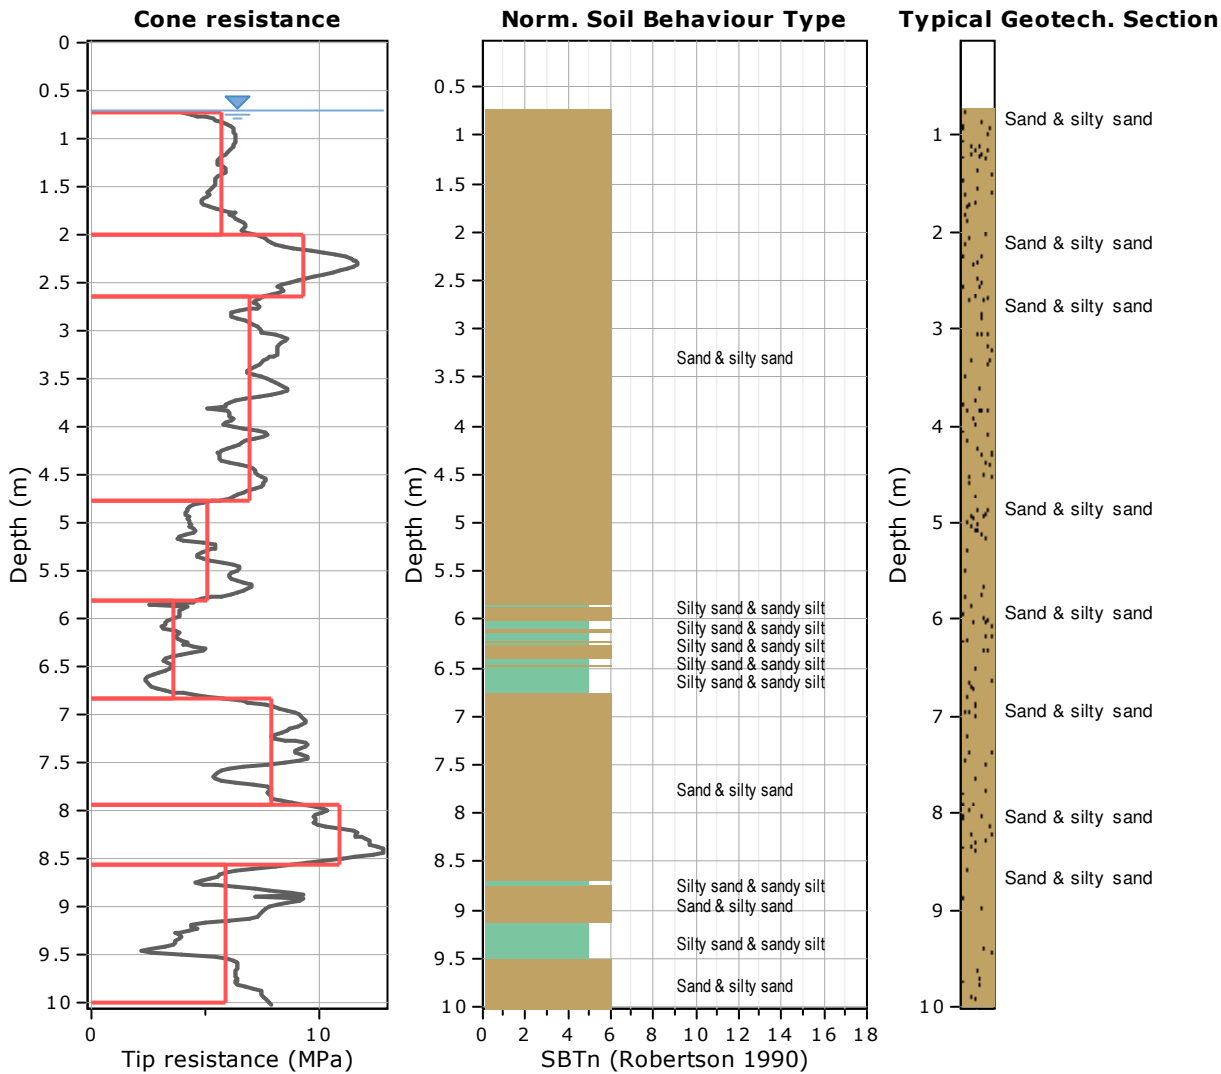 Cone resistance
0
0.5
1
1.5
2
2.5
3
3.5
4
4.5
5
5.5
6
6.5
7
7.5
8
8.5
9
9.5
10
Depth (m)
0 10
Tip resistance (MPa)
Norm. Soil Behaviour Type
0.5
1
1.5
2
2.5
3
3.5
4
4.5
5
5.5
6
6.5
7
7.5
8
8.5
9
9.5
10
Depth (m)
Sand & silty sand
Silty sand & sandy silt
Silty sand & sandy silt
Silty sand & sandy silt
Silty sand & sandy silt
Silty sand & sandy silt
Sand & silty sand
Silty sand & sandy silt
Sand & silty sand
Silty sand & sandy silt
Sand & silty sand
0 2 4 6 8 10 12 14 16 18
SBTn (Robertson 1990)
Typical Geotech. Section
1
2
3
4
5
6
7
8
9
10
Depth (m)
Sand & silty sand
Sand & silty sand
Sand & silty sand
Sand & silty sand
Sand & silty sand
Sand & silty sand
Sand & silty sand
Sand & silty sand